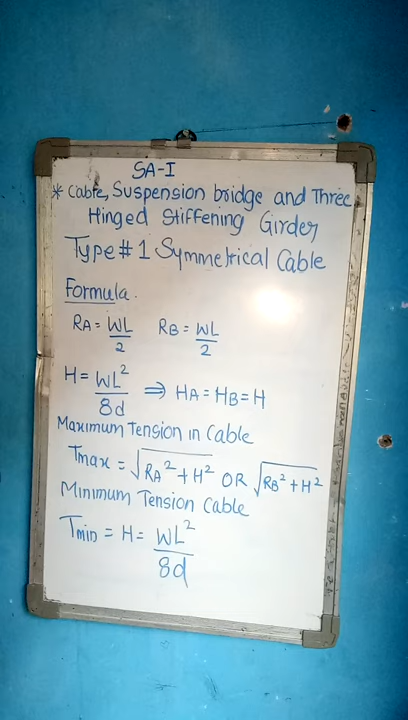 SA-I
* Cable, Suspension bridge and Three
Hinged Stiffening Girder
Type # 1 Symmetrical Cable
Formula.
RA = WL/2 RB = WL/2
H = WL²/8d ⇒ HA = HB = H
Maximum Tension in Cable
Tmax = √(RA² + H²) OR √(RB² + H²)
Minimum Tension Cable
Tmin = H = WL²/8d